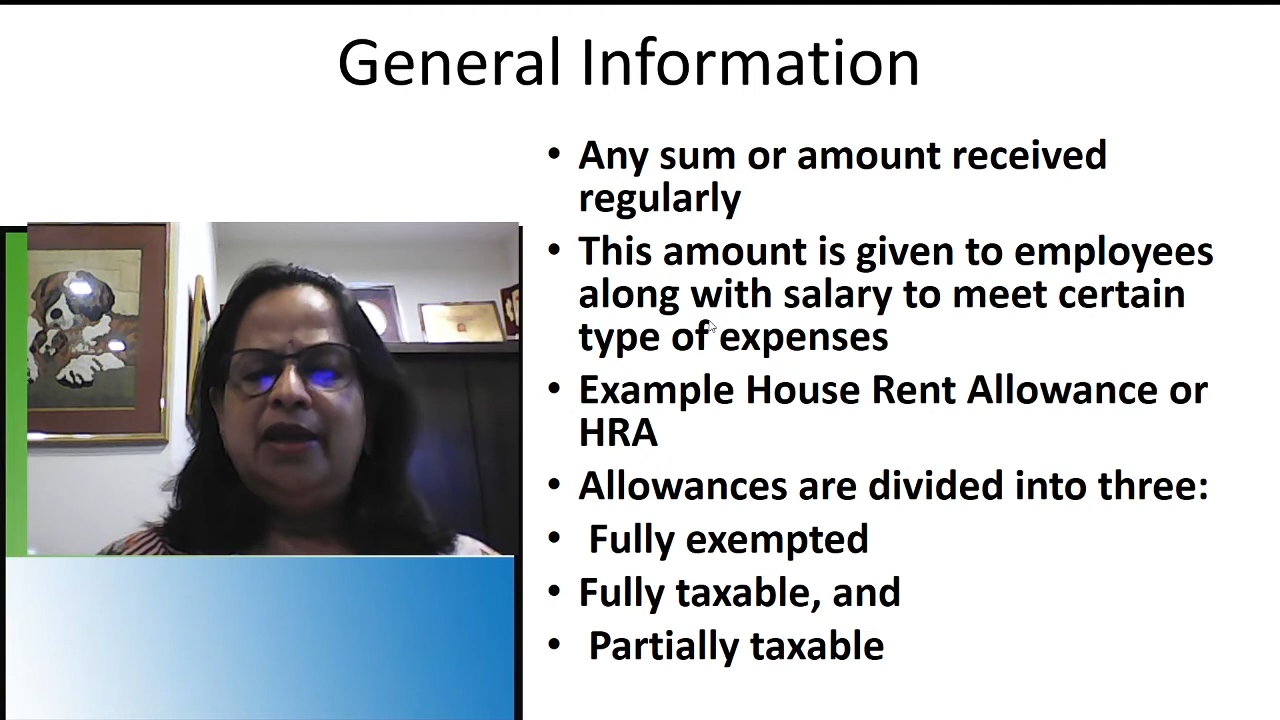 General Information
• Any sum or amount received
regularly
• This amount is given to employees
along with salary to meet certain
type of expenses
• Example House Rent Allowance or
HRA
• Allowances are divided into three:
• Fully exempted
• Fully taxable, and
• Partially taxable